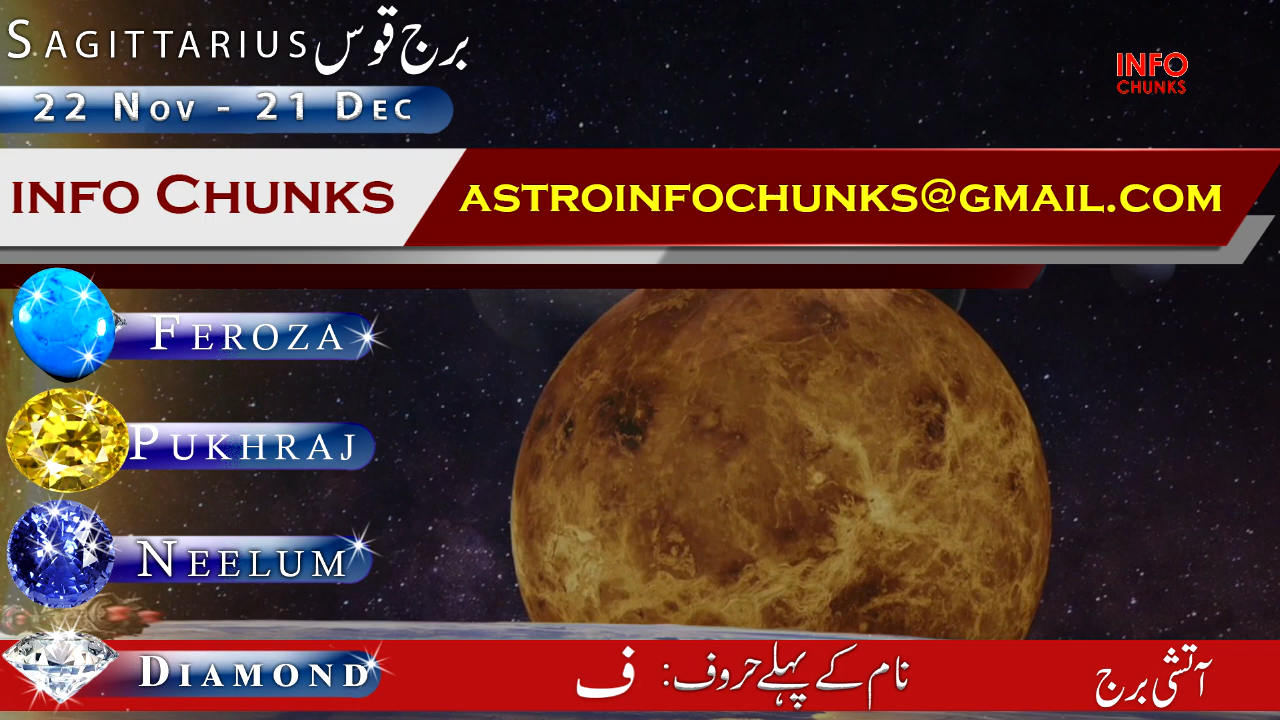 SAGITTARIUS برج قوس
22 Nov - 21 Dec
INFO
CHUNKS
INFO CHUNKS
ASTROINFOCHUNKS@GMAIL.COM
FEROZA
PUKHRAJ
NEELUM
DIAMOND
نام کے پہلے حروف: ف
آتشی برج